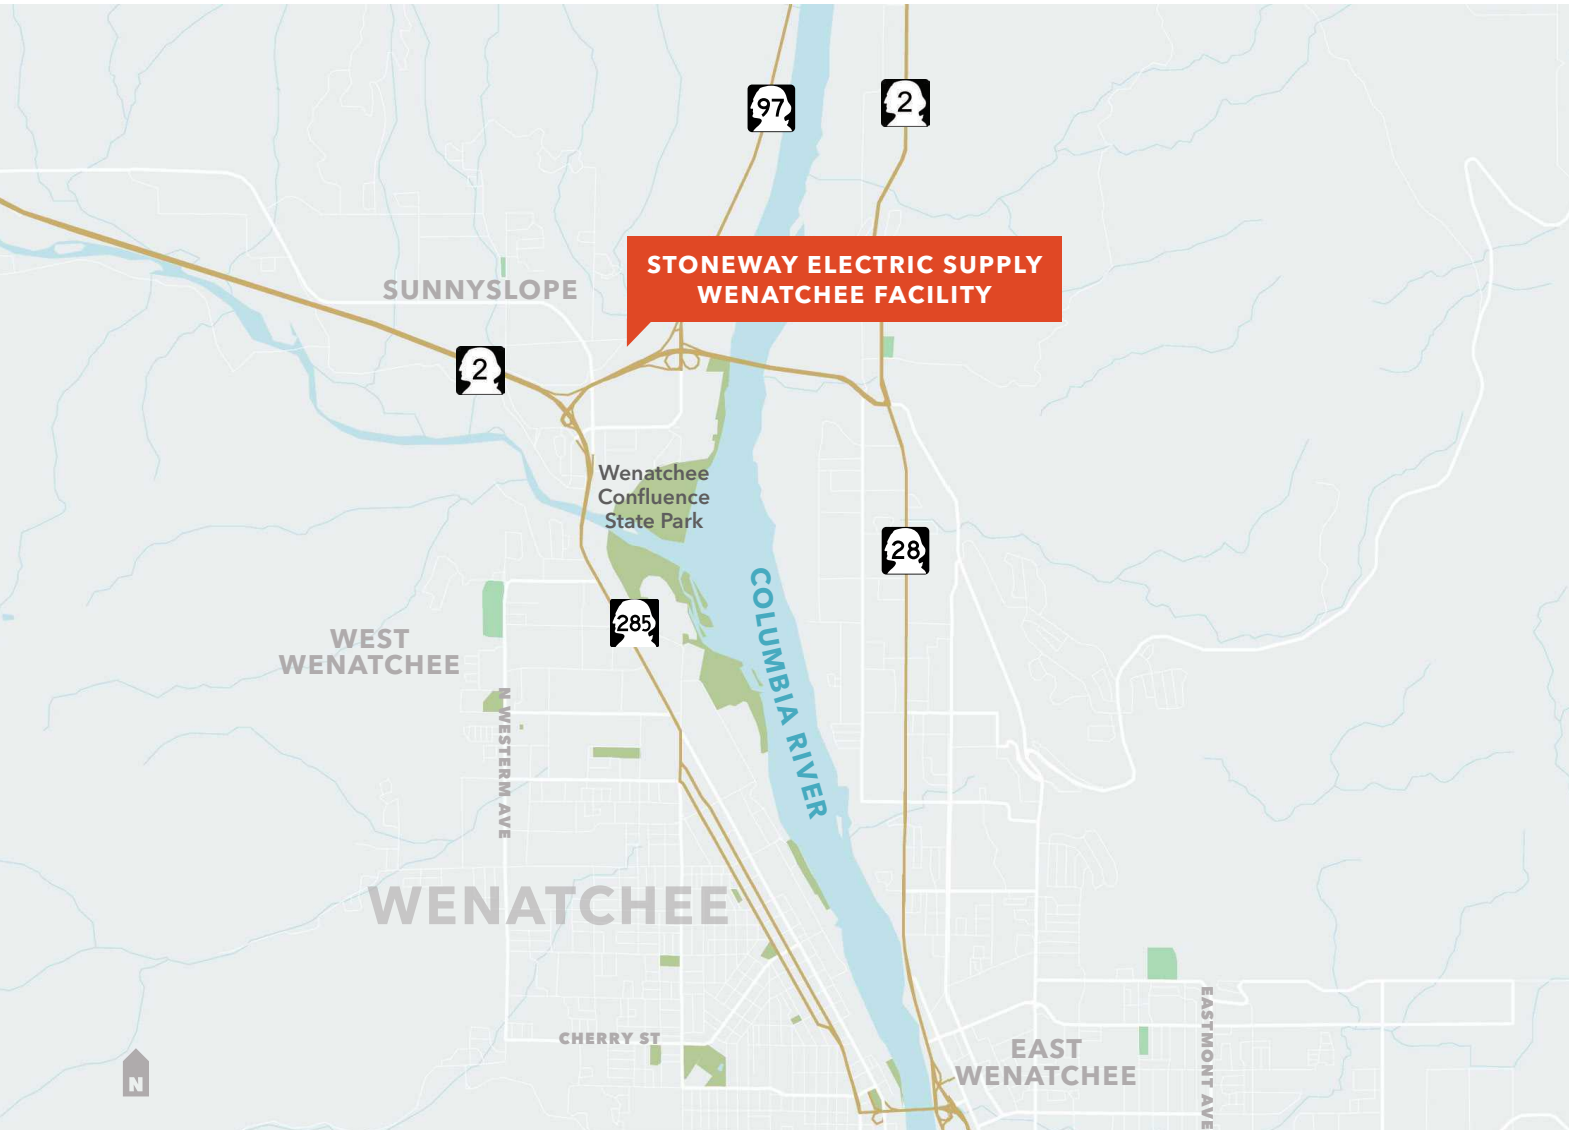 97
2
STONEWAY ELECTRIC SUPPLY
WENATCHEE FACILITY
SUNNYSLOPE
2
Wenatchee
Confluence
State Park
28
COLUMBIA RIVER
285
WEST
WENATCHEE
N WESTERM AVE
WENATCHEE
CHERRY ST
EAST
WENATCHEE
EASTMONT AVE
N